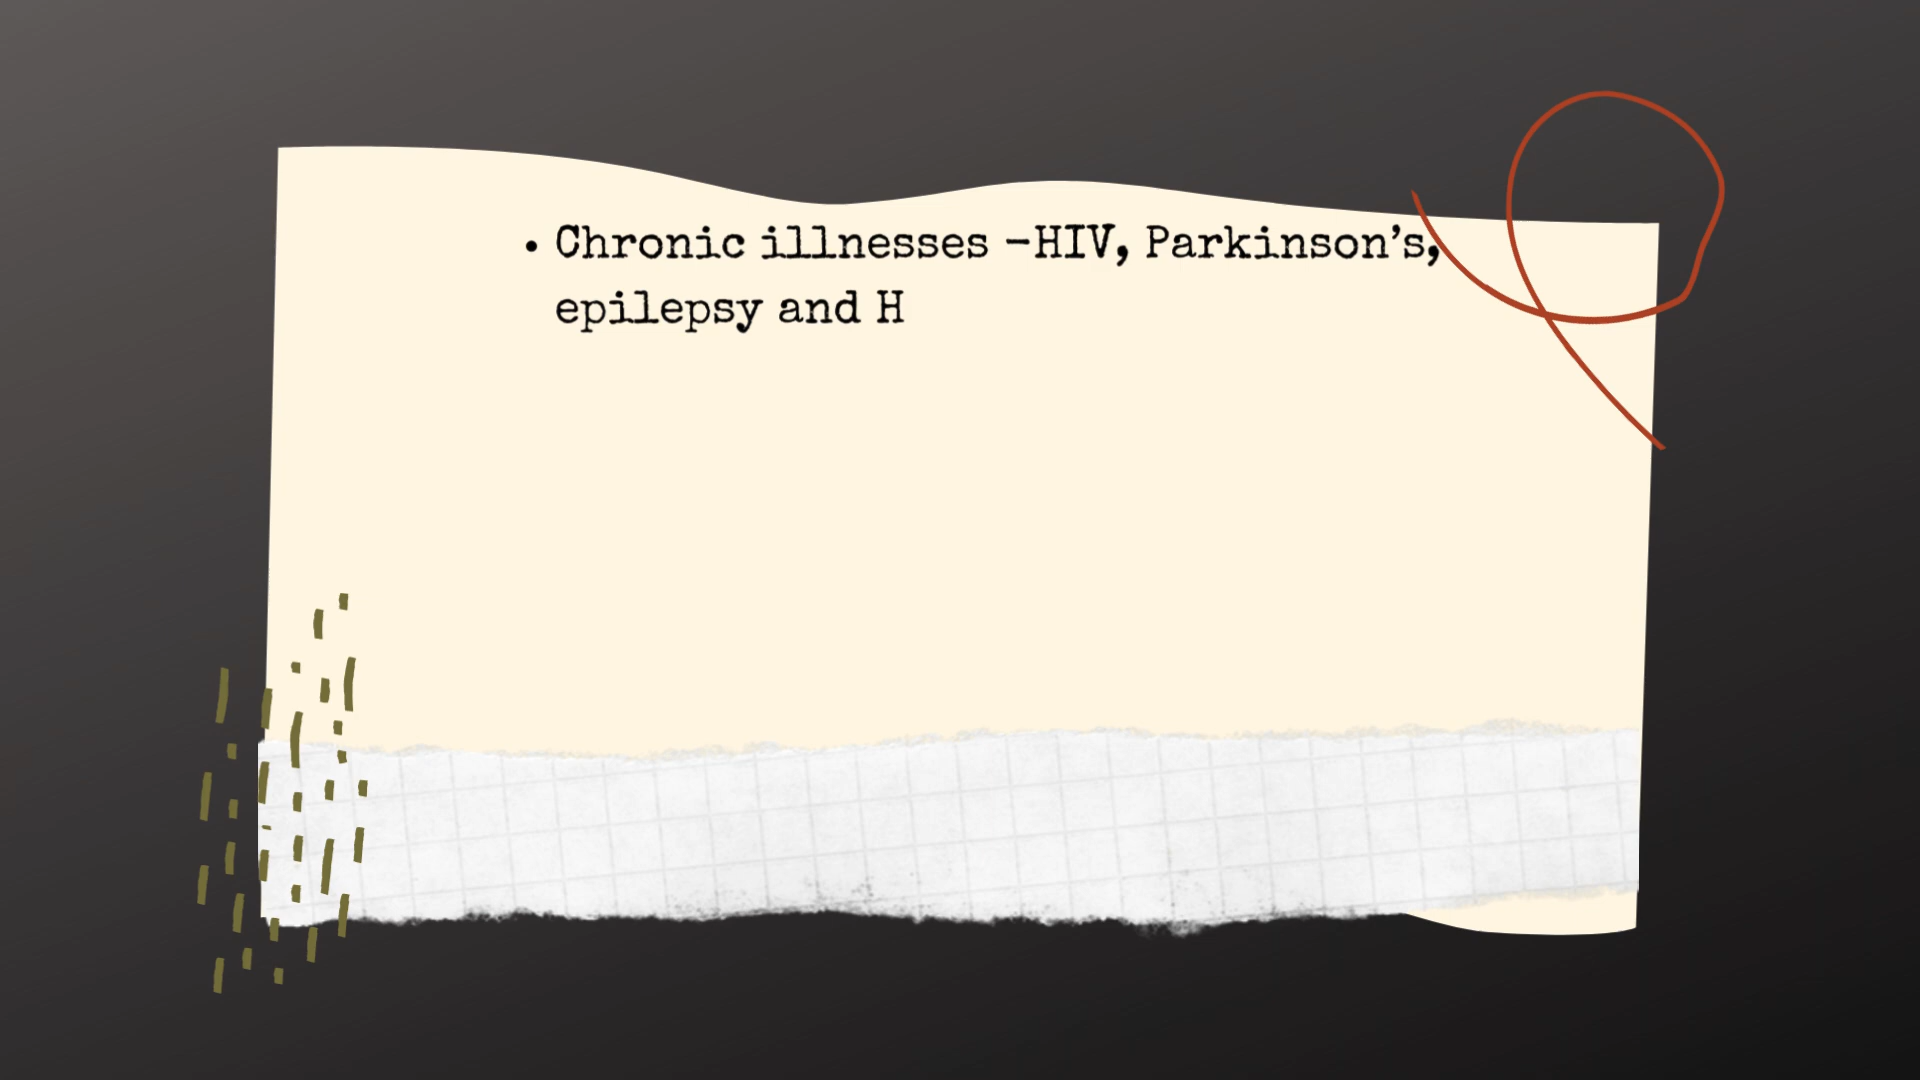 • Chronic illnesses -HIV, Parkinson’s,
epilepsy and H